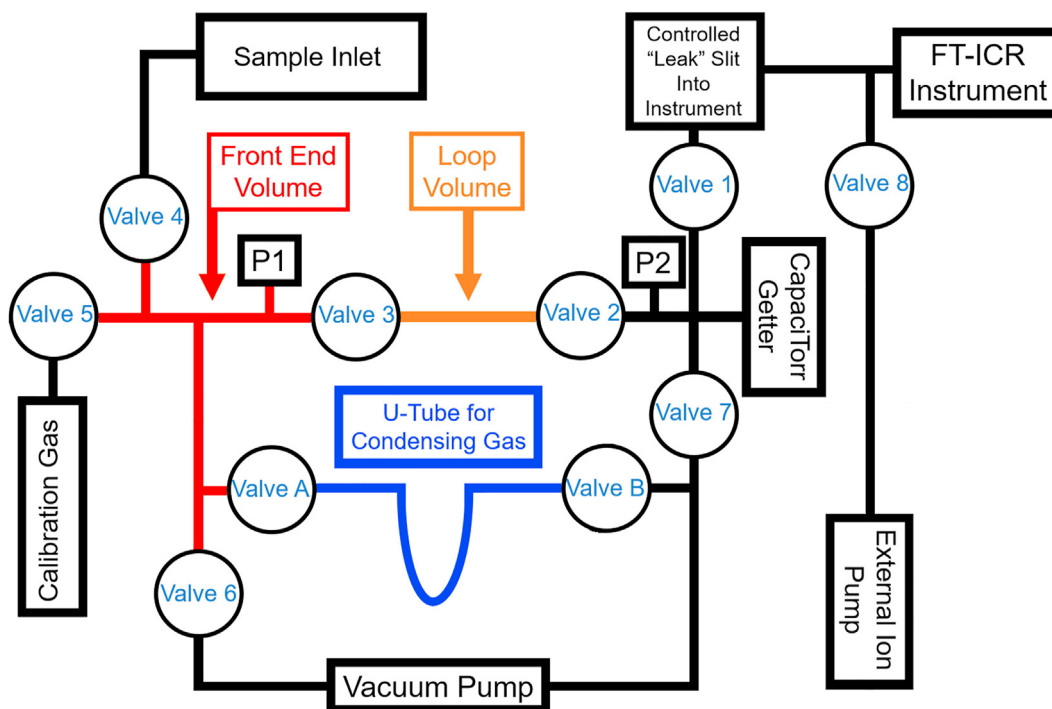 Sample Inlet
Controlled
“Leak” Slit
Into
Instrument
FT-ICR
Instrument
Front End
Volume
Loop
Volume
Valve 1
Valve 8
Valve 4
P1
P2
CapaciTorr
Getter
Valve 5
Valve 3
Valve 2
Valve 7
U-Tube for
Condensing Gas
Valve A
Valve B
Calibration Gas
Valve 6
External Ion
Pump
Vacuum Pump